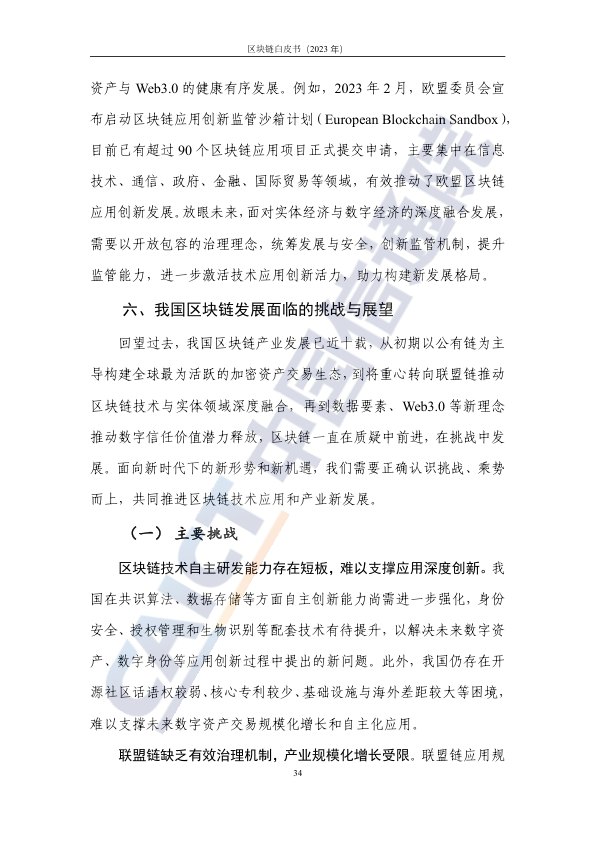 区块链白皮书（2023 年）
资产与 Web3.0 的健康有序发展。例如，2023 年 2 月，欧盟委员会宣
布启动区块链应用创新监管沙箱计划（European Blockchain Sandbox），
目前已有超过 90 个区块链应用项目正式提交申请，主要集中在信息
技术、通信、政府、金融、国际贸易等领域，有效推动了欧盟区块链
应用创新发展。放眼未来，面对实体经济与数字经济的深度融合发展，
需要以开放包容的治理理念，统筹发展与安全，创新监管机制，提升
监管能力，进一步激活技术应用创新活力，助力构建新发展格局。
六、我国区块链发展面临的挑战与展望
回望过去，我国区块链产业发展已近十载，从初期以公有链为主
导构建全球最为活跃的加密资产交易生态，到将重心转向联盟链推动
区块链技术与实体领域深度融合，再到数据要素、Web3.0 等新理念
推动数字信任价值潜力释放，区块链一直在质疑中前进，在挑战中发
展。面向新时代下的新形势和新机遇，我们需要正确认识挑战、乘势
而上，共同推进区块链技术应用和产业新发展。
（一） 主要挑战
区块链技术自主研发能力存在短板，难以支撑应用深度创新。我
国在共识算法、数据存储等方面自主创新能力尚需进一步强化，身份
安全、授权管理和生物识别等配套技术有待提升，以解决未来数字资
产、数字身份等应用创新过程中提出的新问题。此外，我国仍存在开
源社区话语权较弱、核心专利较少、基础设施与海外差距较大等困境，
难以支撑未来数字资产交易规模化增长和自主化应用。
联盟链缺乏有效治理机制，产业规模化增长受限。联盟链应用规
34
CAICT 中国信通院